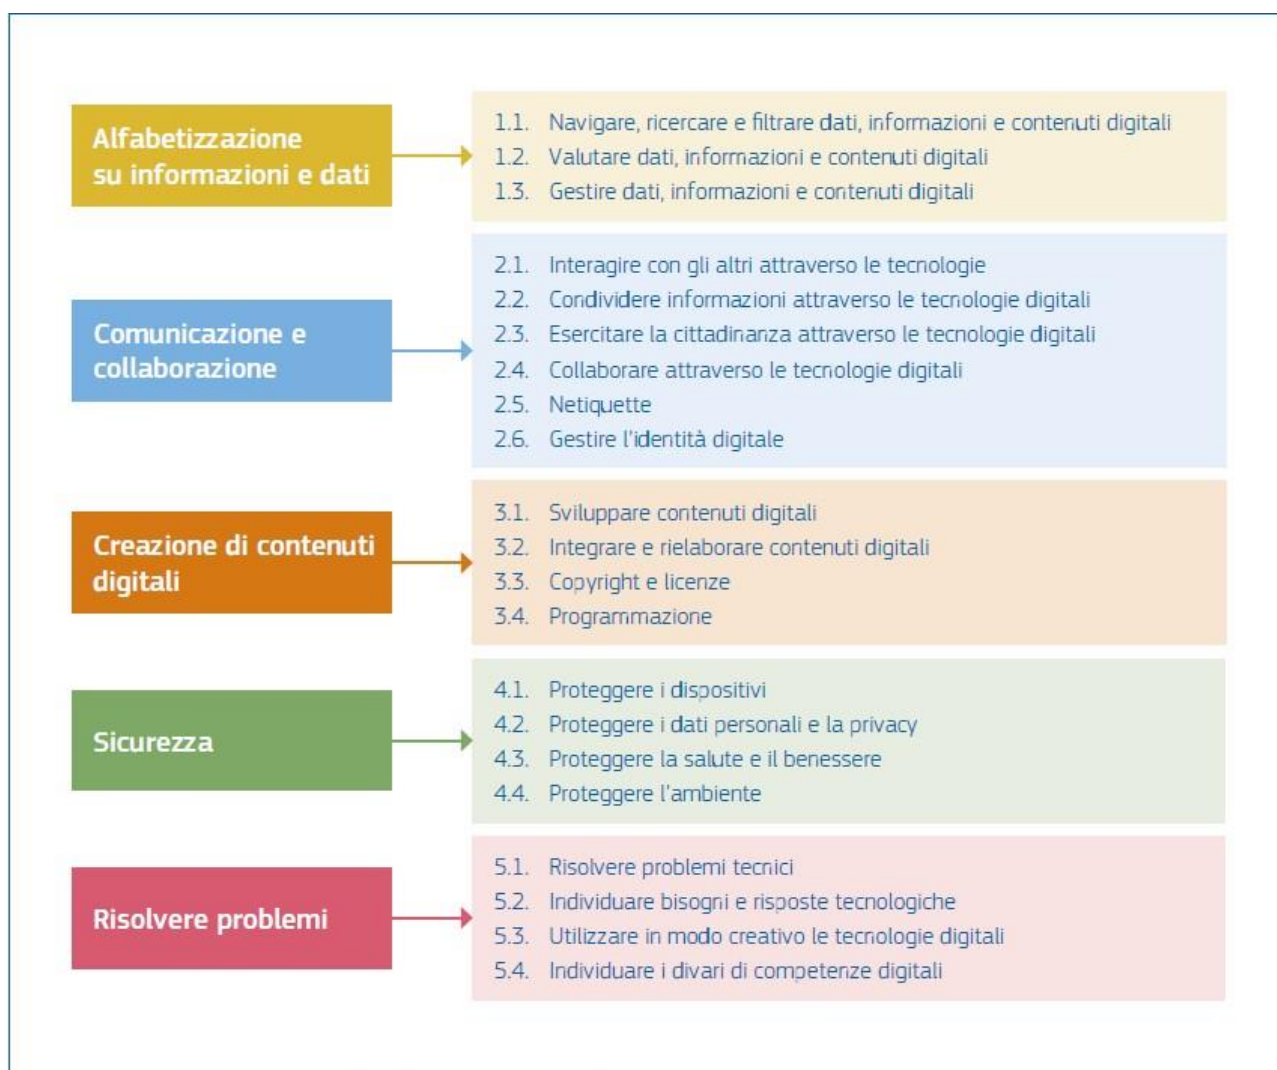 Alfabetizzazione
su informazioni e dati
1.1. Navigare, ricercare e filtrare dati, informazioni e contenuti digitali
1.2. Valutare dati, informazioni e contenuti digitali
1.3. Gestire dati, informazioni e contenuti digitali
Comunicazione e
collaborazione
2.1. Interagire con gli altri attraverso le tecnologie
2.2. Condividere informazioni attraverso le tecnologie digitali
2.3. Esercitare la cittadinanza attraverso le tecnologie digitali
2.4. Collaborare attraverso le tecnologie digitali
2.5. Netiquette
2.6. Gestire l'identità digitale
Creazione di contenuti
digitali
3.1. Sviluppare contenuti digitali
3.2. Integrare e rielaborare contenuti digitali
3.3. Copyright e licenze
3.4. Programmazione
Sicurezza
4.1. Proteggere i dispositivi
4.2. Proteggere i dati personali e la privacy
4.3. Proteggere la salute e il benessere
4.4. Proteggere l'ambiente
Risolvere problemi
5.1. Risolvere problemi tecnici
5.2. Individuare bisogni e risposte tecnologiche
5.3. Utilizzare in modo creativo le tecnologie digitali
5.4. Individuare i divari di competenze digitali